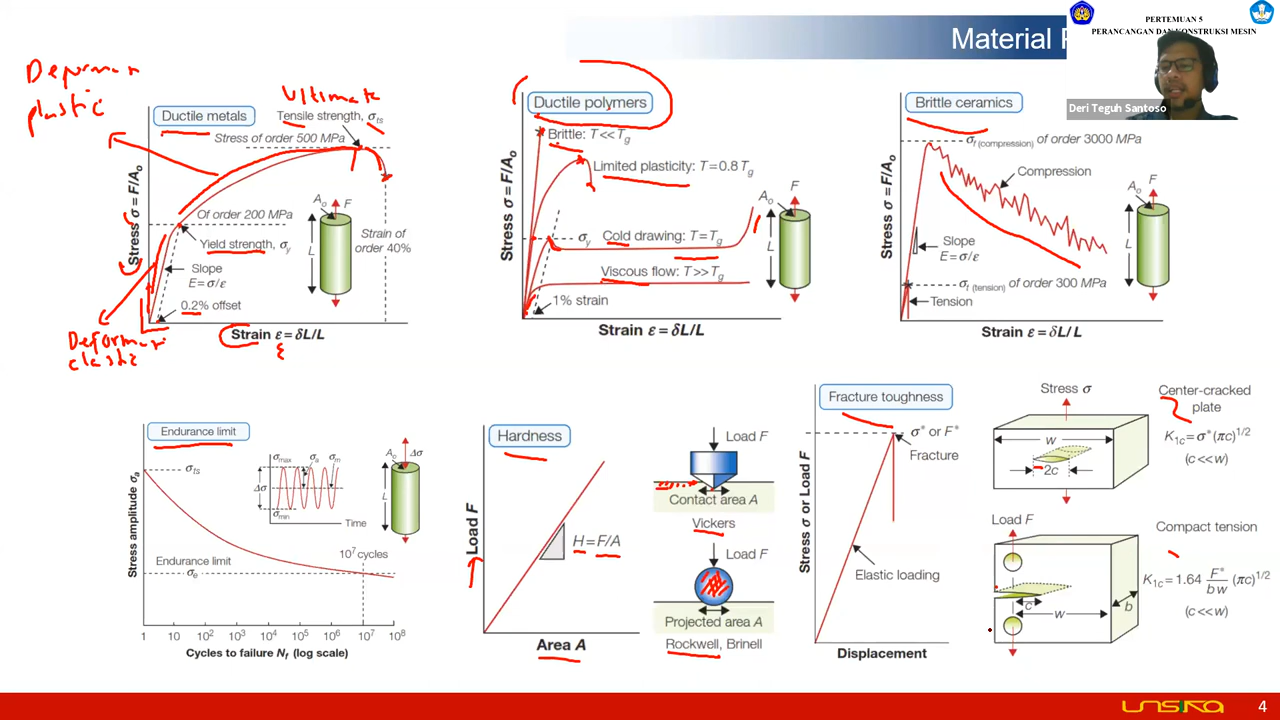 PERTEMUAN 5
PERANCANGAN DAN KONSTRUKSI MESIN
Material
Deri Teguh Santoso
plastic
Ultimate
Ductile metals
Tensile strength, σts
Stress of order 500 MPa
Of order 200 MPa
Yield strength, σy
Slope
E = σ/ε
0.2% offset
Ao
F
L
Strain of
order 40%
Stress σ = F/Ao
Strain ε = δL/L
Ductile polymers
Brittle: T << Tg
Limited plasticity: T = 0.8 Tg
σy
Cold drawing: T = Tg
Viscous flow: T >> Tg
1% strain
Ao
F
L
Stress σ = F/Ao
Strain ε = δL/L
Brittle ceramics
σt (compression) of order 3000 MPa
Compression
Slope
E = σ/ε
σt (tension) of order 300 MPa
Tension
Ao
F
L
Stress σ = F/Ao
Strain ε = δL/L
Endurance limit
σts
σmax
σa
σm
Δσ
σmin
Time
Ao
Δσ
L
10⁷ cycles
Endurance limit
σe
Stress amplitude σa
1 10 10² 10³ 10⁴ 10⁵ 10⁶ 10⁷ 10⁸
Cycles to failure Nf (log scale)
Hardness
Load F
H = F/A
Area A
Load F
Contact area A
Vickers
Load F
Projected area A
Rockwell, Brinell
Fracture toughness
σ* or F*
Fracture
Elastic loading
Stress σ or Load F
Displacement
Stress σ
w
2c
Center-cracked
plate
K1c = σ* (πc)1/2
(c << w)
Load F
c
w
b
Compact tension
K1c = 1.64 F*/bw (πc)1/2
(c << w)
unsika
4